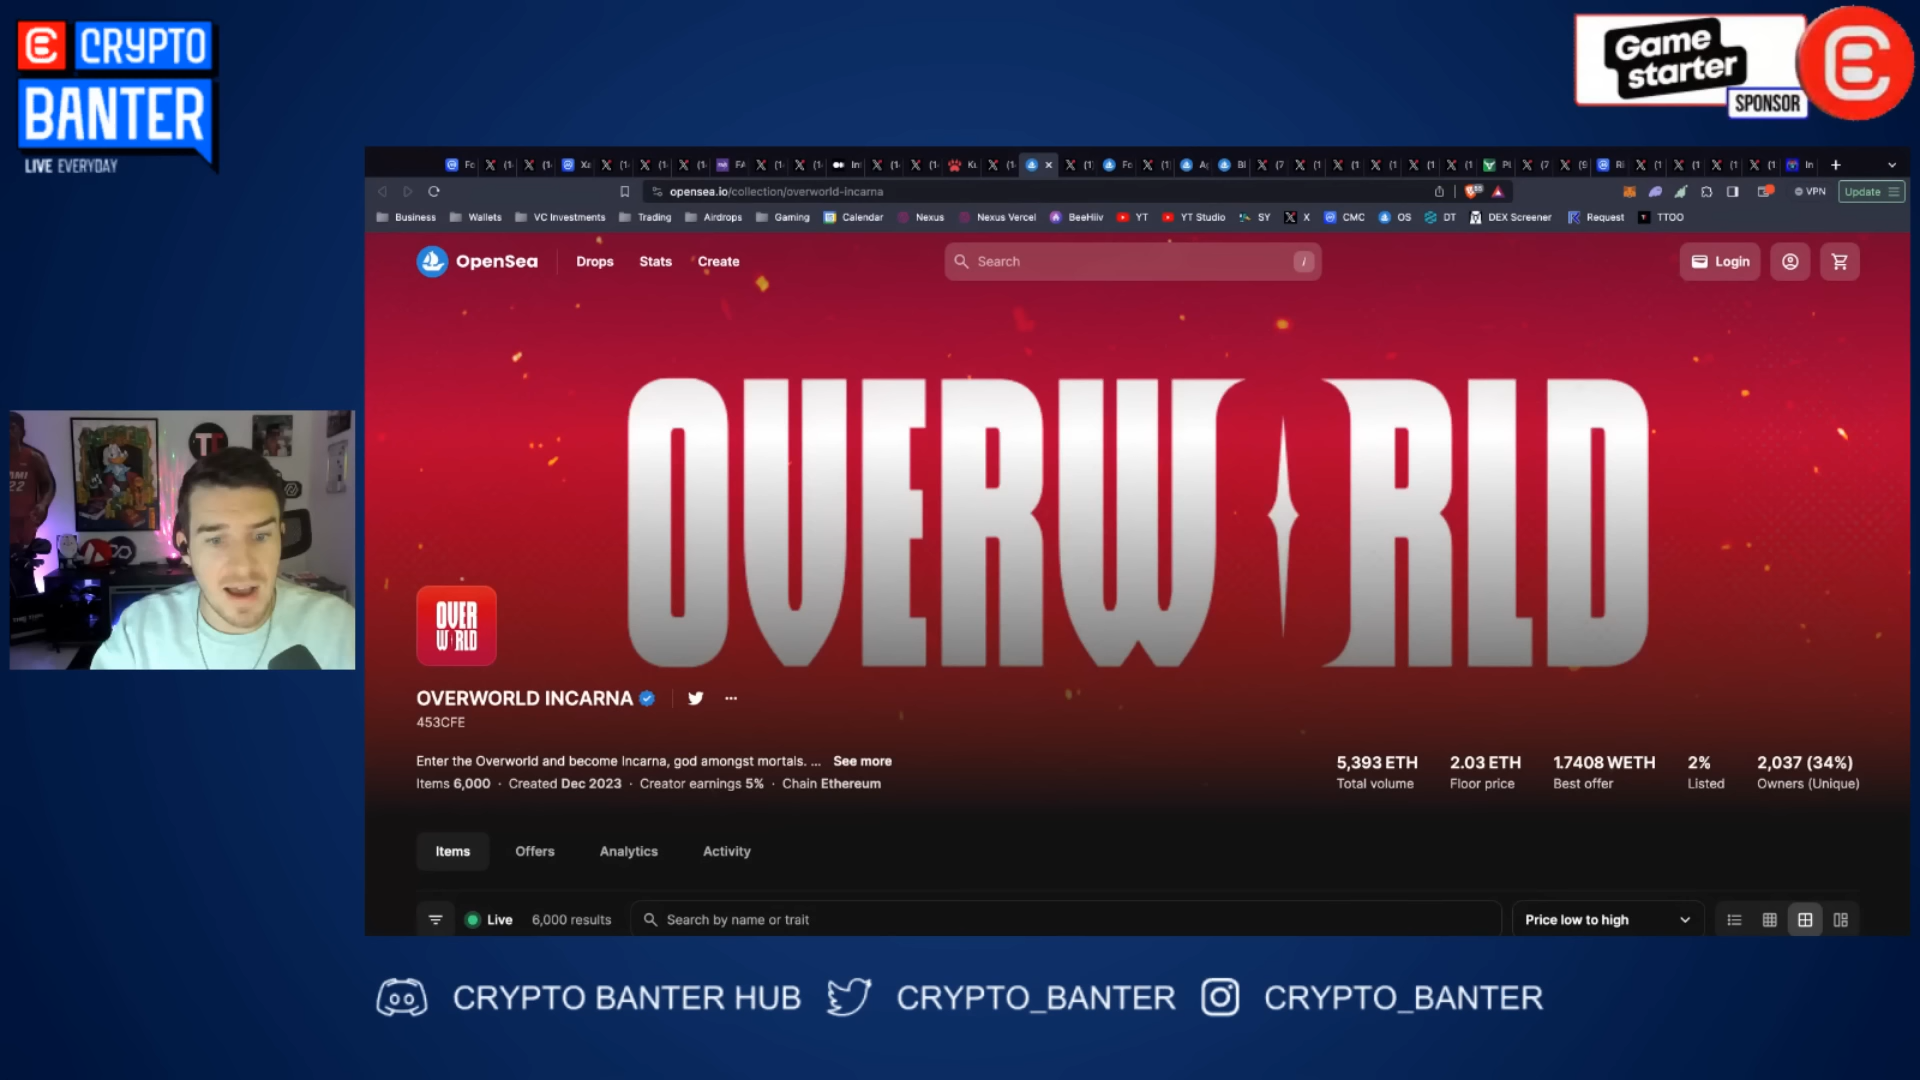 CRYPTO
BANTER
LIVE EVERYDAY
Game
starter
SPONSOR
opensea.io/collection/overworld-incarna
VPN
Update
Business
Wallets
VC Investments
Trading
Airdrops
Gaming
Calendar
Nexus
Nexus Vercel
BeeHiiv
YT
YT Studio
SY
X
CMC
OS
DT
DEX Screener
Request
TTOO
OpenSea
Drops
Stats
Create
Search
/
Login
OVERWORLD
OVER
WORLD
OVERWORLD INCARNA
453CFE
Enter the Overworld and become Incarna, god amongst mortals. ... See more
Items 6,000 · Created Dec 2023 · Creator earnings 5% · Chain Ethereum
5,393 ETH
Total volume
2.03 ETH
Floor price
1.7408 WETH
Best offer
2%
Listed
2,037 (34%)
Owners (Unique)
Items
Offers
Analytics
Activity
Live
6,000 results
Search by name or trait
Price low to high
CRYPTO BANTER HUB
CRYPTO_BANTER
CRYPTO_BANTER